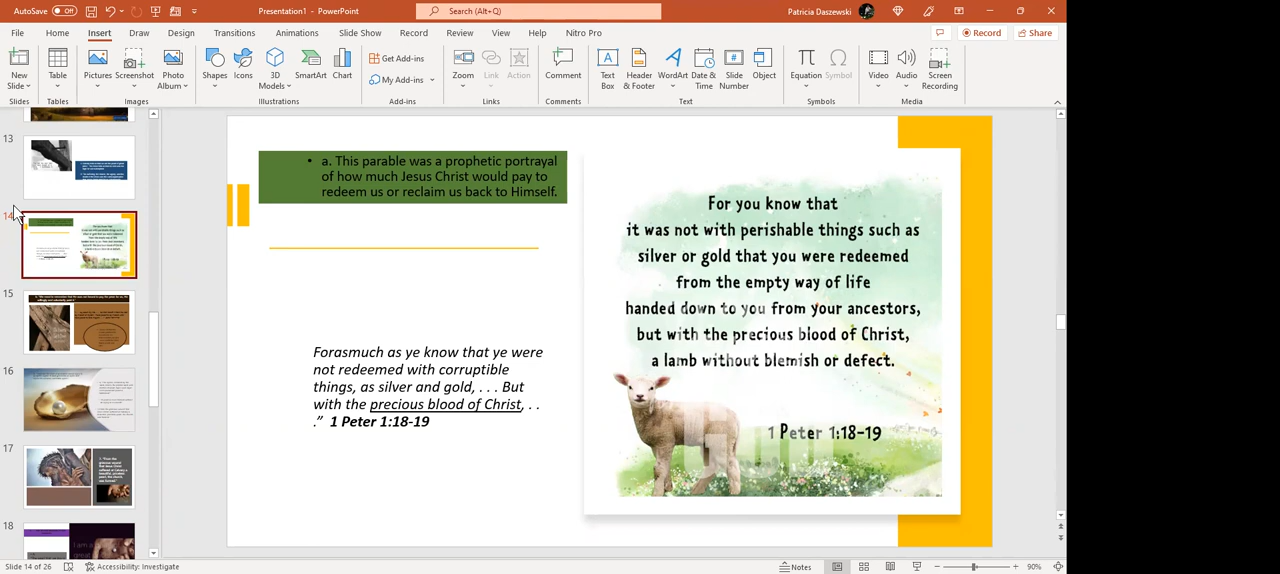 AutoSave Off Presentation1 - PowerPoint Search (Alt+Q) Patricia Daszewski
File Home Insert Draw Design Transitions Animations Slide Show Record Review View Help Nitro Pro Record Share
New Slide Table Pictures Screenshot Photo Album Shapes Icons 3D Models SmartArt Chart Get Add-ins My Add-ins Zoom Link Action Comment Text Box Header & Footer WordArt Date & Time Slide Number Object Equation Symbol Video Audio Screen Recording
Slides Tables Images Illustrations Add-ins Links Comments Text Symbols Media
13
14
15
16
17
18
• a. This parable was a prophetic portrayal
of how much Jesus Christ would pay to
redeem us or reclaim us back to Himself.
Forasmuch as ye know that ye were
not redeemed with corruptible
things, as silver and gold, . . . But
with the precious blood of Christ, . .
.” 1 Peter 1:18-19
For you know that
it was not with perishable things such as
silver or gold that you were redeemed
from the empty way of life
handed down to you from your ancestors,
but with the precious blood of Christ,
a lamb without blemish or defect.
1 Peter 1:18-19
Slide 14 of 26 Accessibility: Investigate Notes 90%